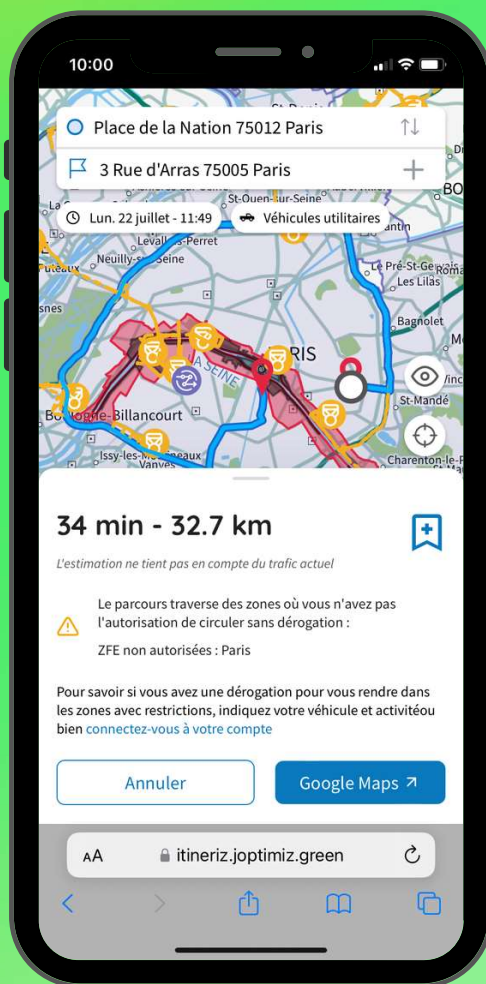 10:00
St-Denis
Place de la Nation 75012 Paris
3 Rue d'Arras 75005 Paris
St-Ouen-sur-Seine
Lun. 22 juillet - 11:49
Véhicules utilitaires
Levallois-Perret
Neuilly-sur-Seine
Puteaux
Le Pré-St-Gervais
Les Lilas
Bagnolet
PARIS
LA SEINE
St-Mandé
Boulogne-Billancourt
Issy-les-Moulineaux
Vanves
Charenton-le-P
34 min - 32.7 km
L'estimation ne tient pas en compte du trafic actuel
Le parcours traverse des zones où vous n'avez pas
l'autorisation de circuler sans dérogation :
ZFE non autorisées : Paris
Pour savoir si vous avez une dérogation pour vous rendre dans
les zones avec restrictions, indiquez votre véhicule et activitéou
bien connectez-vous à votre compte
Annuler
Google Maps ↗
AA
itineriz.joptimiz.green